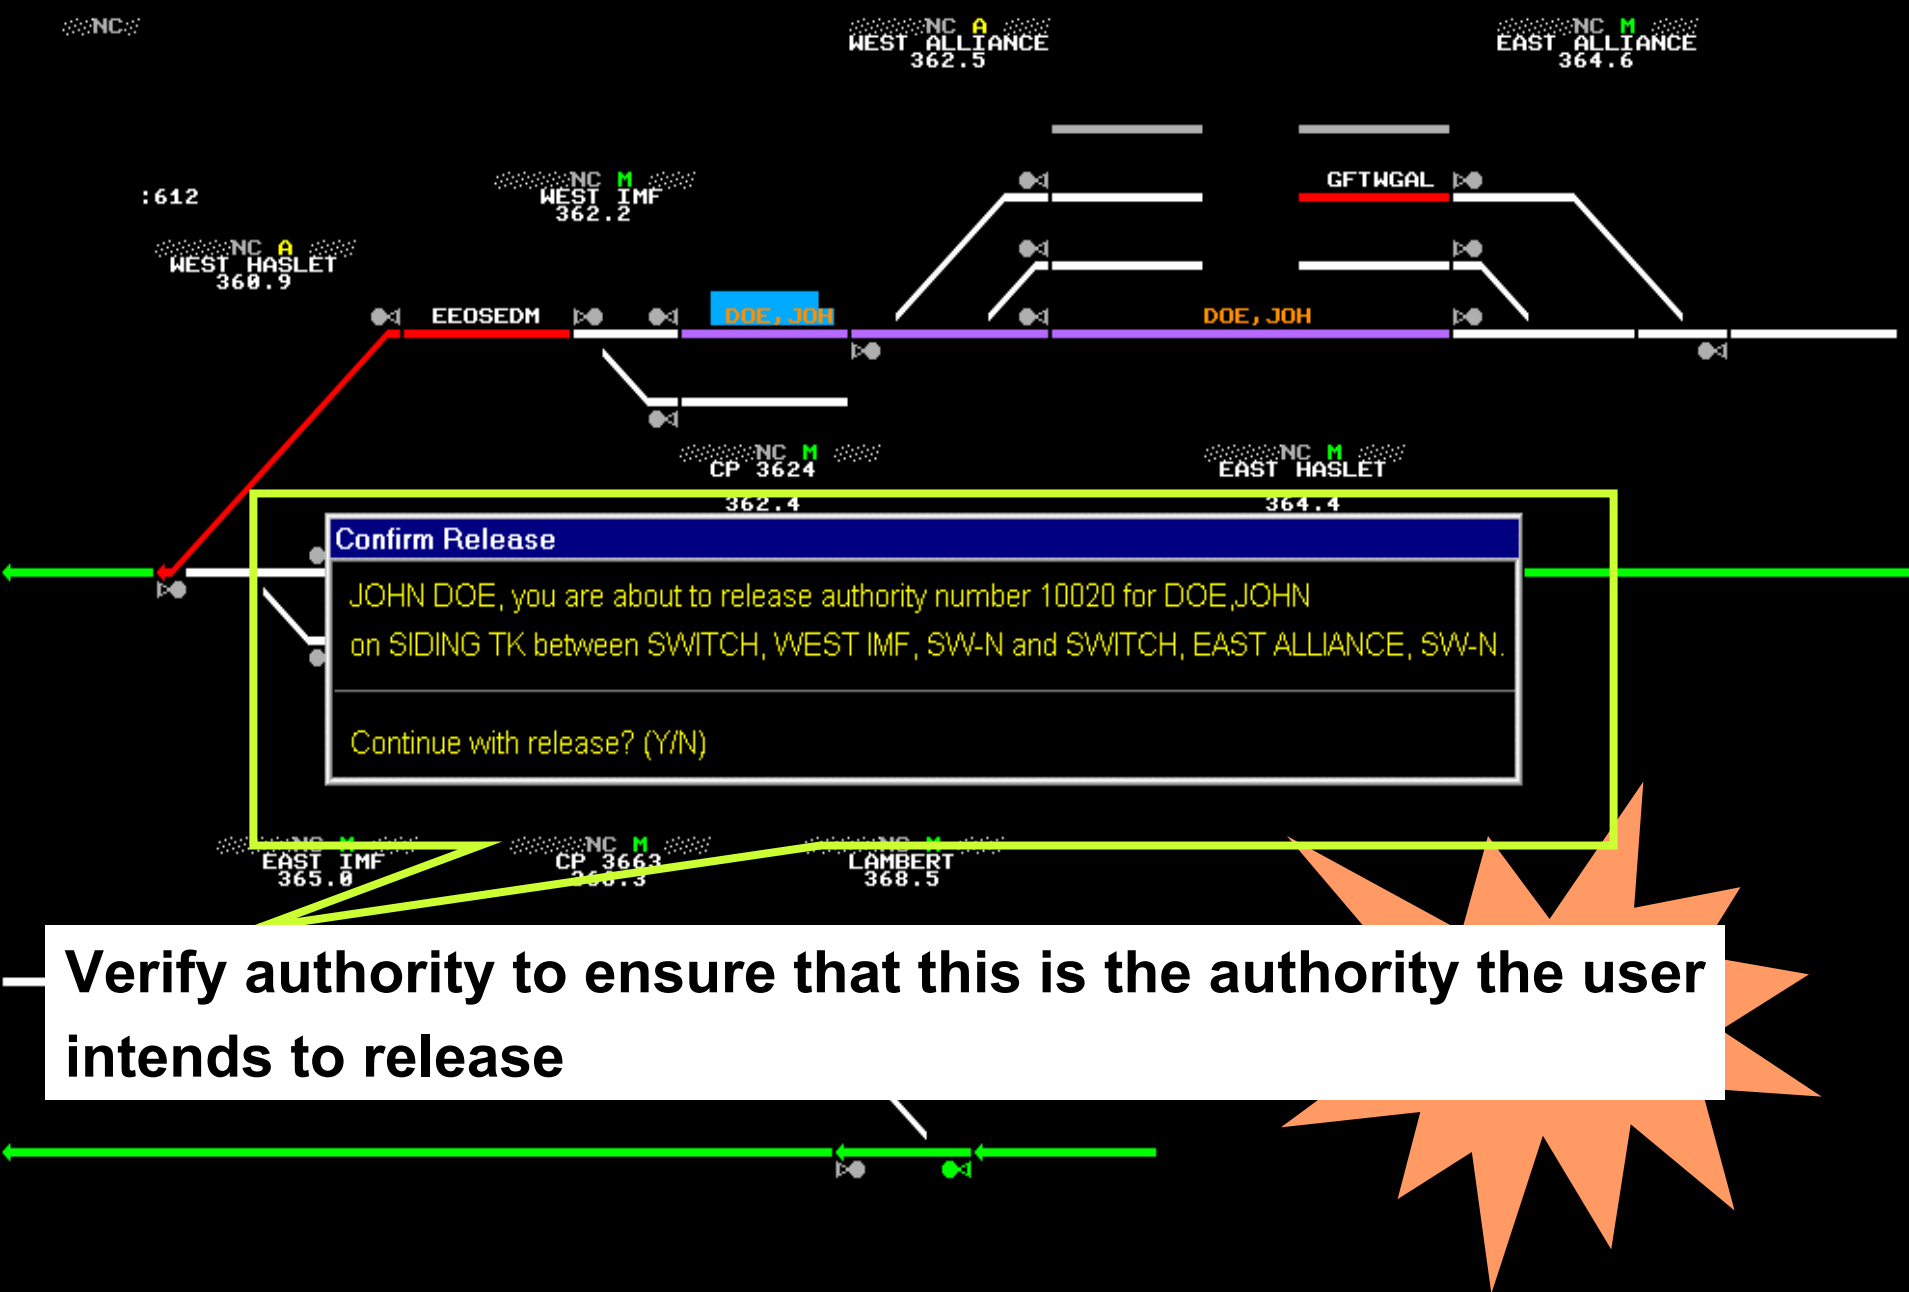 NC
NC A
WEST ALLIANCE
362.5
NC M
EAST ALLIANCE
364.6
:612
NC M
WEST IMF
362.2
GFTWGAL
NC A
WEST HASLET
360.9
EEOSEDM
DOE,JOH
DOE,JOH
NC M
CP 3624
362.4
NC M
EAST HASLET
364.4
Confirm Release
JOHN DOE, you are about to release authority number 10020 for DOE,JOHN
on SIDING TK between SWITCH, WEST IMF, SW-N and SWITCH, EAST ALLIANCE, SW-N.
Continue with release? (Y/N)
NC M
EAST IMF
365.0
NC M
CP 3663
366.3
NC M
LAMBERT
368.5
Verify authority to ensure that this is the authority the user
intends to release